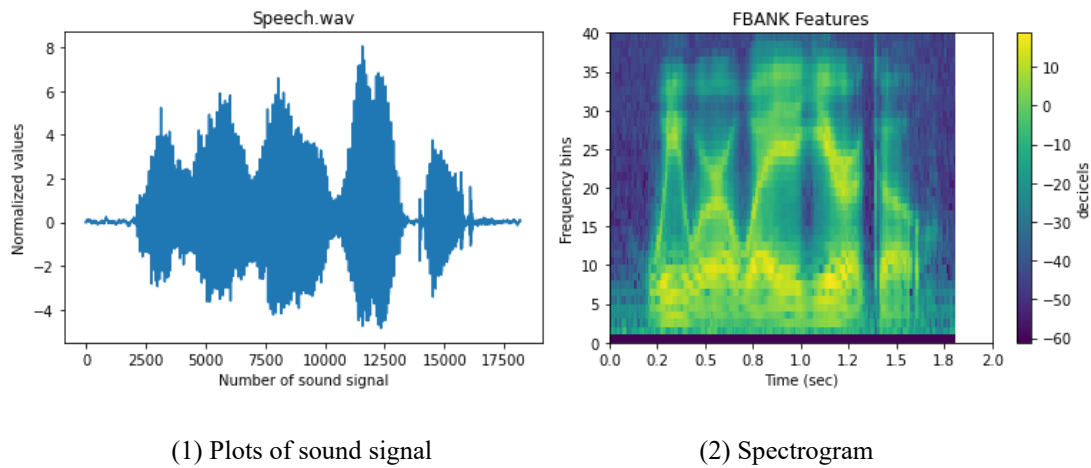 Speech.wav
8
6
4
2
0
−2
−4
Normalized values
0 2500 5000 7500 10000 12500 15000 17500
Number of sound signal
FBANK Features
40
35
30
25
20
15
10
5
0
Frequency bins
0.0 0.2 0.5 0.8 1.0 1.2 1.5 1.8 2.0
Time (sec)
10
0
−10
−20
−30
−40
−50
−60
decicels
(1) Plots of sound signal
(2) Spectrogram